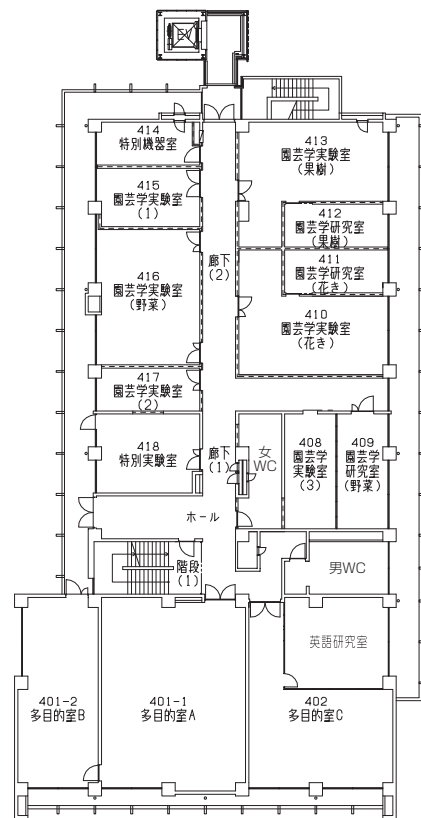 EV
414
特別機器室
413
園芸学実験室
(果樹)
415
園芸学実験室
(1)
412
園芸学研究室
(果樹)
廊下
(2)
411
園芸学研究室
(花き)
416
園芸学実験室
(野菜)
410
園芸学実験室
(花き)
417
園芸学実験室
(2)
418
特別実験室
廊下
(1)
女
WC
408
園芸学
実験室
(3)
409
園芸学
研究室
(野菜)
ホール
階段
(1)
男WC
英語研究室
401-2
多目的室B
401-1
多目的室A
402
多目的室C